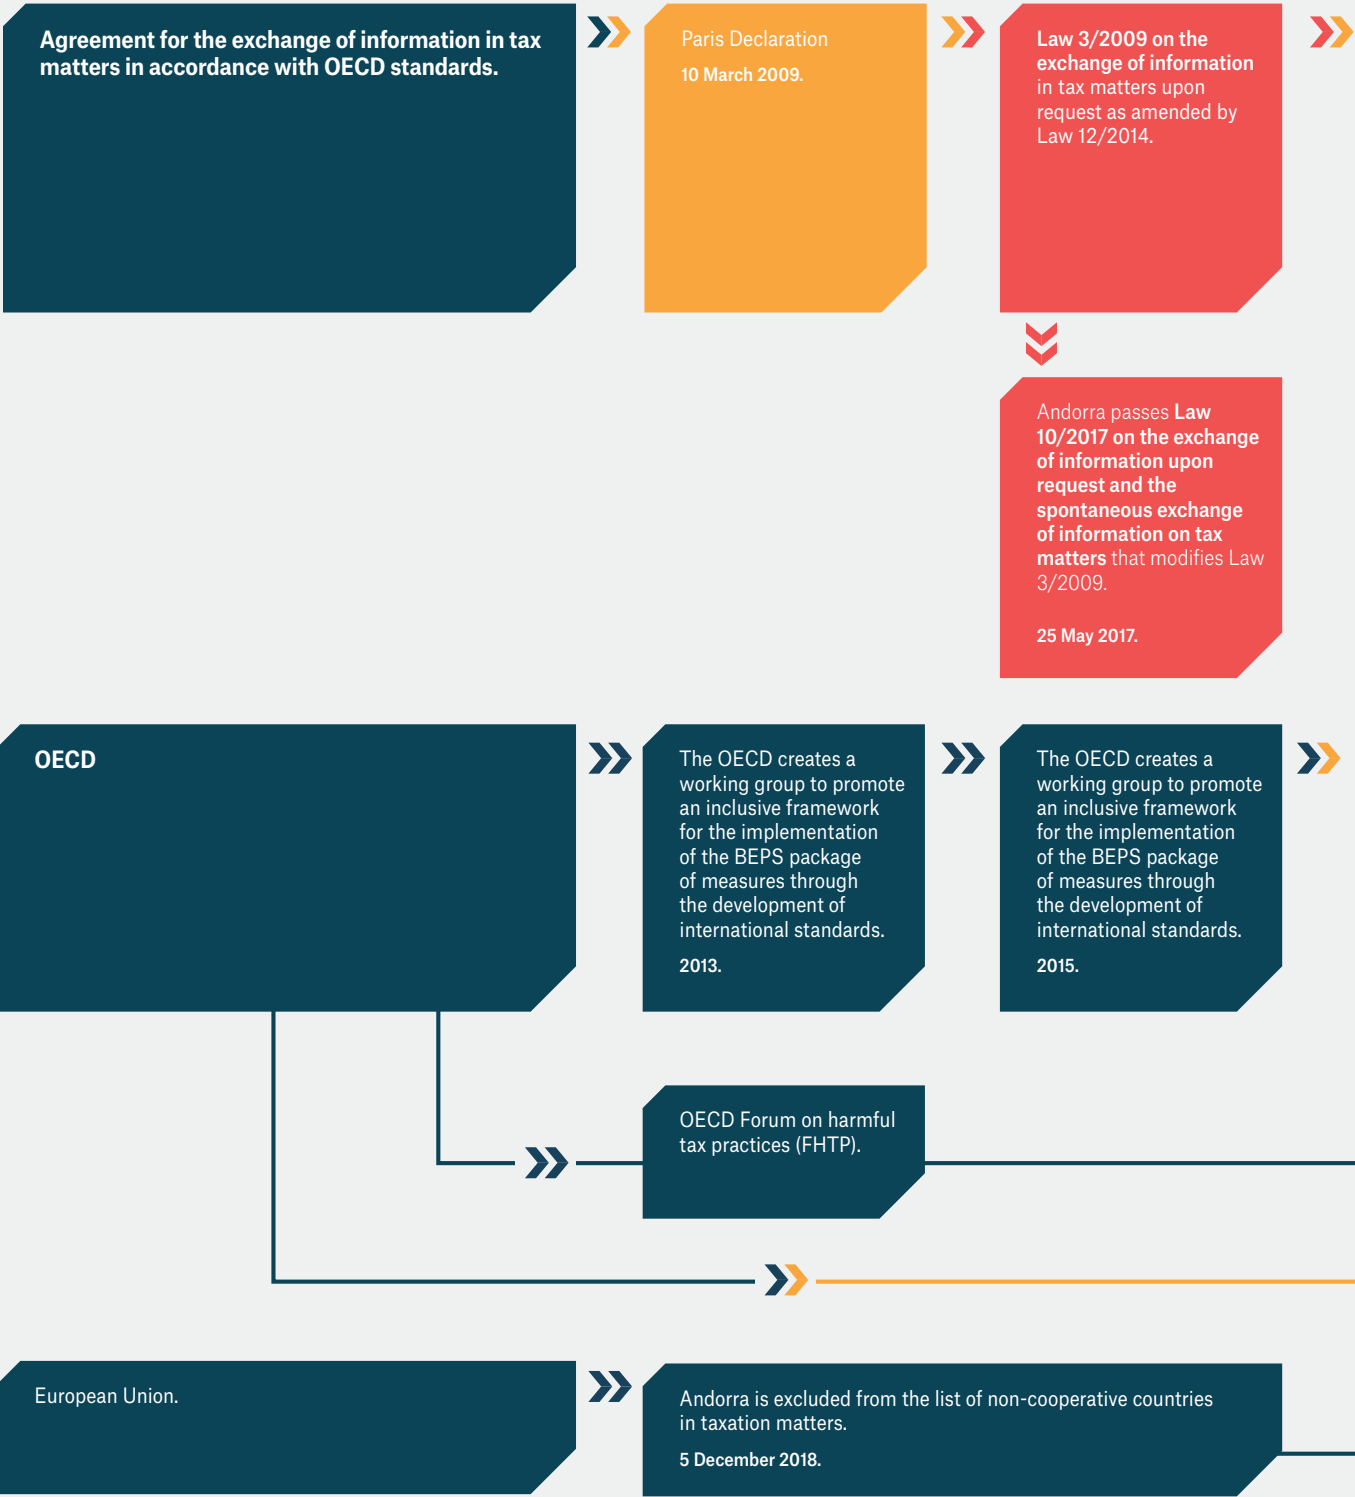 Agreement for the exchange of information in tax
matters in accordance with OECD standards.
Paris Declaration
10 March 2009.
Law 3/2009 on the
exchange of information
in tax matters upon
request as amended by
Law 12/2014.
Andorra passes Law
10/2017 on the exchange
of information upon
request and the
spontaneous exchange
of information on tax
matters that modifies Law
3/2009.
25 May 2017.
OECD
The OECD creates a
working group to promote
an inclusive framework
for the implementation
of the BEPS package
of measures through
the development of
international standards.
2013.
The OECD creates a
working group to promote
an inclusive framework
for the implementation
of the BEPS package
of measures through
the development of
international standards.
2015.
OECD Forum on harmful
tax practices (FHTP).
European Union.
Andorra is excluded from the list of non-cooperative countries
in taxation matters.
5 December 2018.